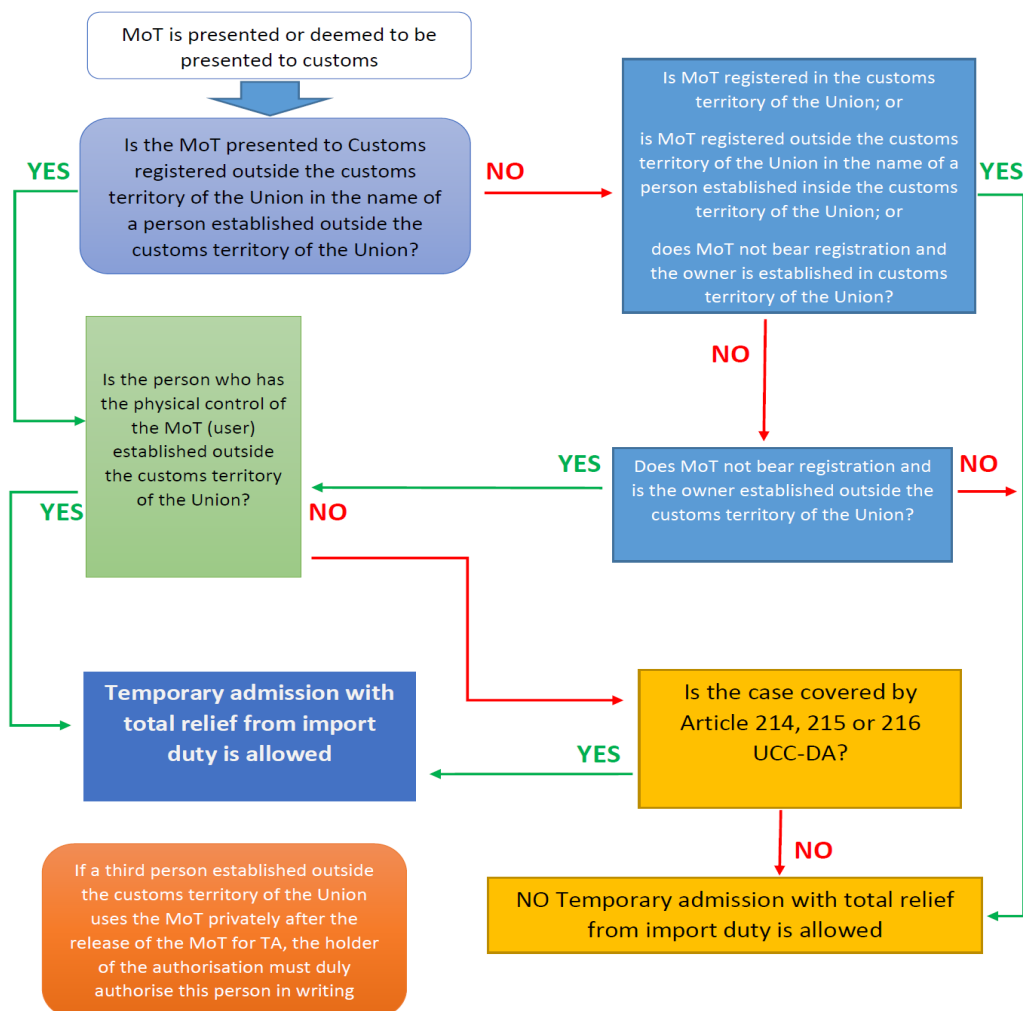 MoT is presented or deemed to be
presented to customs
Is the MoT presented to Customs
registered outside the customs
territory of the Union in the name of
a person established outside the
customs territory of the Union?
YES
NO
Is MoT registered in the customs
territory of the Union; or
is MoT registered outside the customs
territory of the Union in the name of a
person established inside the customs
territory of the Union; or
does MoT not bear registration and
the owner is established in customs
territory of the Union?
YES
NO
Is the person who has
the physical control of
the MoT (user)
established outside
the customs territory
of the Union?
YES
NO
Does MoT not bear registration and
is the owner established outside the
customs territory of the Union?
YES
NO
Temporary admission with
total relief from import
duty is allowed
Is the case covered by
Article 214, 215 or 216
UCC-DA?
YES
NO
If a third person established outside
the customs territory of the Union
uses the MoT privately after the
release of the MoT for TA, the holder
of the authorisation must duly
authorise this person in writing
NO Temporary admission with total relief
from import duty is allowed